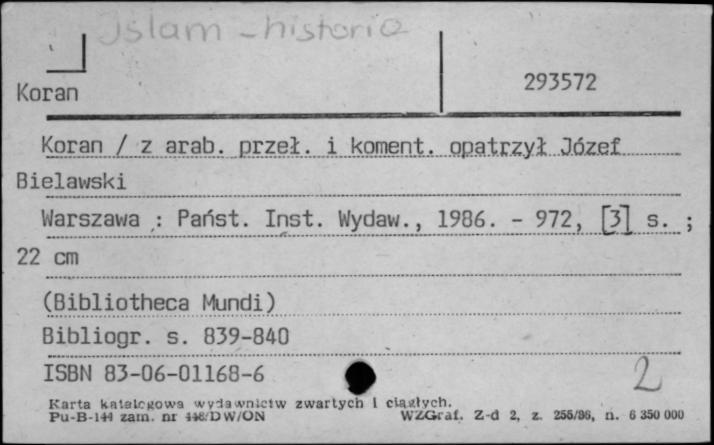 Islam - historia
Koran
293572
Koran / z arab. przeł. i koment. opatrzył Józef
Bielawski
Warszawa : Państ. Inst. Wydaw., 1986. - 972, [3] s. ;
22 cm
(Bibliotheca Mundi)
Bibliogr. s. 839-840
ISBN 83-06-01168-6
2
Karta katalogowa wydawnictw zwartych i ciągłych.
Pu-B-144 zam. nr 448/DW/ON WZGraf. Z-d 2, z. 255/86, n. 6 350 000